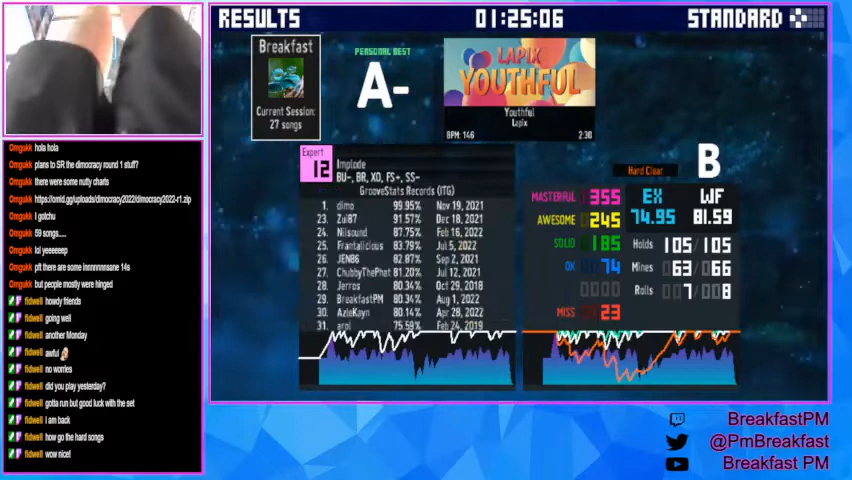 RESULTS
01:25:06
STANDARD
Breakfast
Current Session:
27 songs
PERSONAL BEST
A-
LAPIX
YOUTHFUL
Youthful
Lapix
BPM: 146
2:30
Expert
12
Implode
BU-, BR, XO, FS+, SS-
GrooveStats Records (ITG)
1. dimo 99.95% Nov 19, 2021
23. Zui87 91.57% Dec 18, 2021
24. Nilsound 87.75% Feb 16, 2022
25. Frantalicious 83.79% Jul 5, 2022
26. JEN86 82.87% Sep 2, 2021
27. ChubbyThePhat 81.20% Jul 12, 2021
28. Jerros 80.34% Oct 29, 2018
29. BreakfastPM 80.34% Aug 1, 2022
30. AzieKayn 80.14% Apr 28, 2022
31. aroi 75.59% Feb 24, 2019
Hard Clear
B
MASTERFUL 355
AWESOME 245
SOLID 185
OK 0074
0000
MISS 23
EX
74.95
WF
81.59
Holds 105/105
Mines 063/066
Rolls 007/008
Omgukk hola hola
Omgukk plans to SR the dimocracy round 1 stuff?
Omgukk there were some nutty charts
Omgukk https://omid.gg/uploads/dimocracy2022/dimocracy2022-r1.zip
Omgukk I gotchu
Omgukk 59 songs.....
Omgukk lol yeeeeeep
Omgukk pft there are some innnnnnsane 14s
Omgukk but people mostly were hinged
fidwell howdy friends
fidwell going well
fidwell another Monday
fidwell awful
fidwell no worries
fidwell did you play yesterday?
fidwell gotta run but good luck with the set
fidwell I am back
fidwell how go the hard songs
fidwell wow nice!
BreakfastPM
@PmBreakfast
Breakfast PM